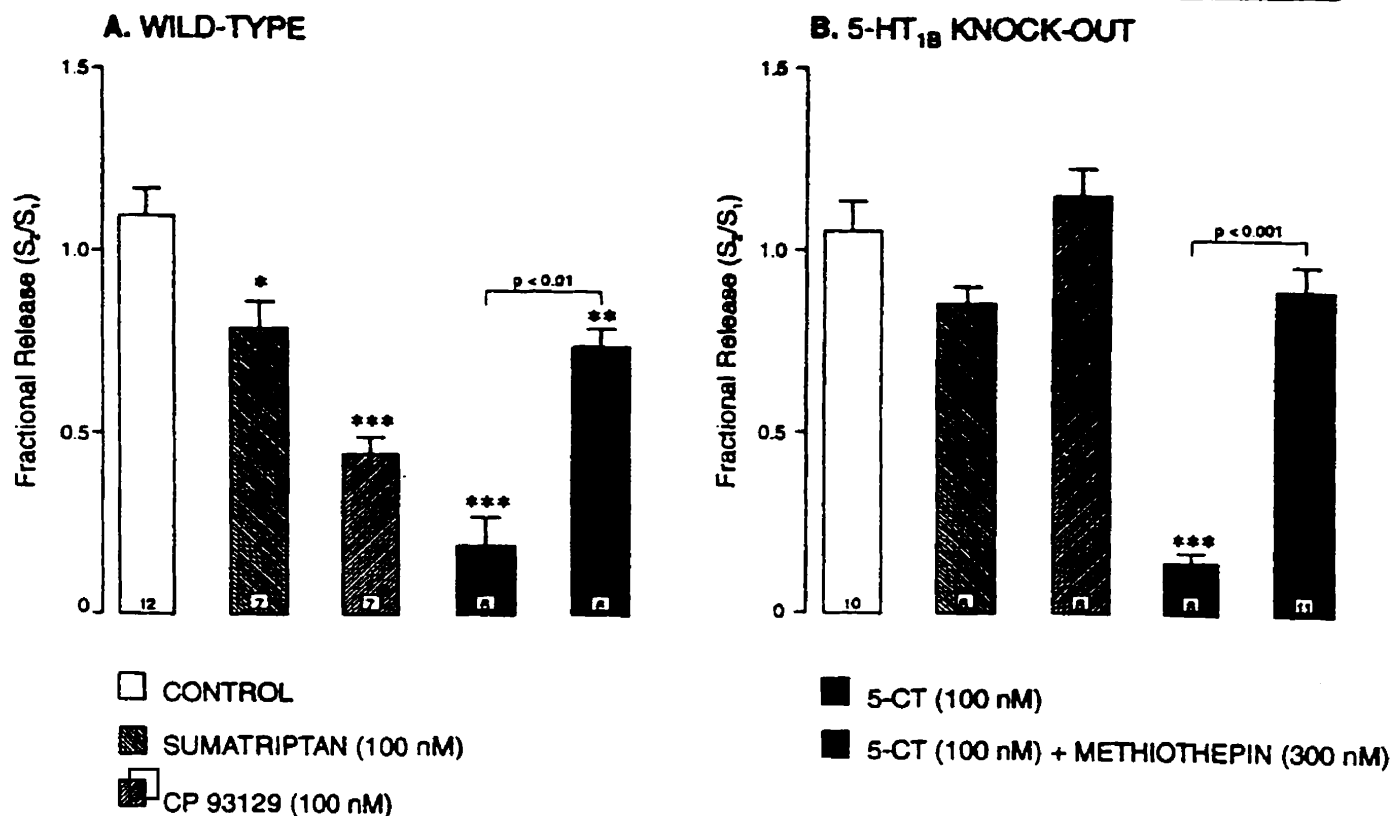 A. WILD-TYPE
1.5
1.0
0.5
0
Fractional Release (S₂/S₁)
*
***
***
p < 0.01
**
12
7
7
B. 5-HT₁B KNOCK-OUT
1.5
1.0
0.5
0
Fractional Release (S₂/S₁)
***
p < 0.001
10
11
CONTROL
SUMATRIPTAN (100 nM)
CP 93129 (100 nM)
5-CT (100 nM)
5-CT (100 nM) + METHIOTHEPIN (300 nM)